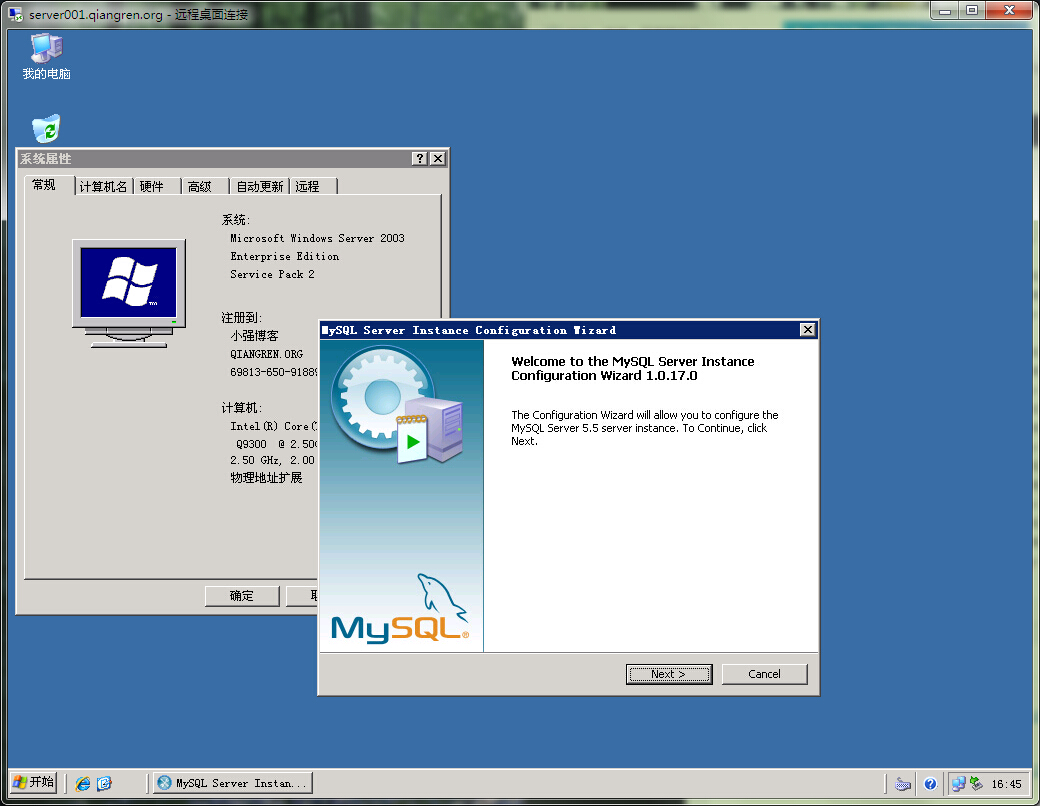 server001.qiangren.org - 远程桌面连接
我的电脑
系统属性
常规 计算机名 硬件 高级 自动更新 远程
系统:
Microsoft Windows Server 2003
Enterprise Edition
Service Pack 2
注册到:
小强博客
QIANGREN.ORG
69813-650-9188
计算机:
Intel(R) Core(
Q9300 @ 2.50
2.50 GHz, 2.00
物理地址扩展
确定
MySQL Server Instance Configuration Wizard
Welcome to the MySQL Server Instance
Configuration Wizard 1.0.17.0
The Configuration Wizard will allow you to configure the
MySQL Server 5.5 server instance. To Continue, click
Next.
MySQL®
Next >
Cancel
开始
MySQL Server Instan...
16:45